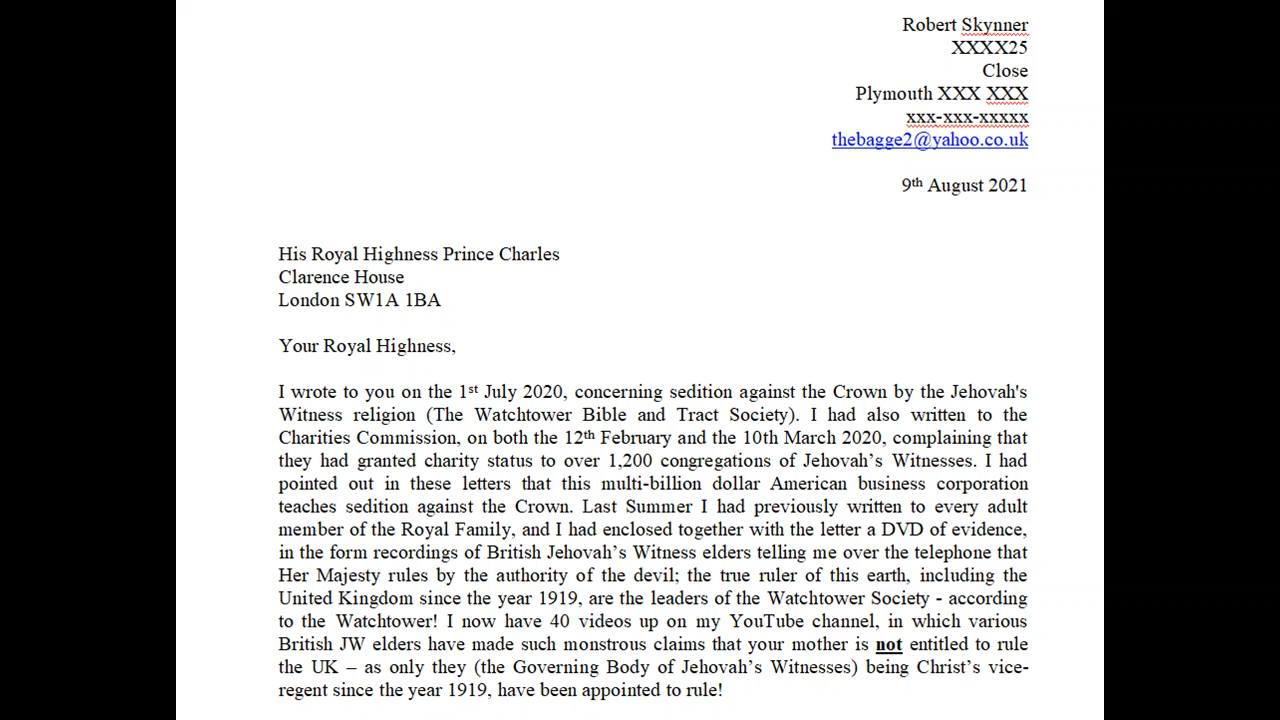 Robert Skynner
XXXX25
Close
Plymouth XXX XXX
xxx-xxx-xxxxx
thebagge2@yahoo.co.uk
9th August 2021
His Royal Highness Prince Charles
Clarence House
London SW1A 1BA
Your Royal Highness,
I wrote to you on the 1st July 2020, concerning sedition against the Crown by the Jehovah's
Witness religion (The Watchtower Bible and Tract Society). I had also written to the
Charities Commission, on both the 12th February and the 10th March 2020, complaining that
they had granted charity status to over 1,200 congregations of Jehovah’s Witnesses. I had
pointed out in these letters that this multi-billion dollar American business corporation
teaches sedition against the Crown. Last Summer I had previously written to every adult
member of the Royal Family, and I had enclosed together with the letter a DVD of evidence,
in the form recordings of British Jehovah’s Witness elders telling me over the telephone that
Her Majesty rules by the authority of the devil; the true ruler of this earth, including the
United Kingdom since the year 1919, are the leaders of the Watchtower Society - according
to the Watchtower! I now have 40 videos up on my YouTube channel, in which various
British JW elders have made such monstrous claims that your mother is not entitled to rule
the UK – as only they (the Governing Body of Jehovah’s Witnesses) being Christ’s vice-
regent since the year 1919, have been appointed to rule!